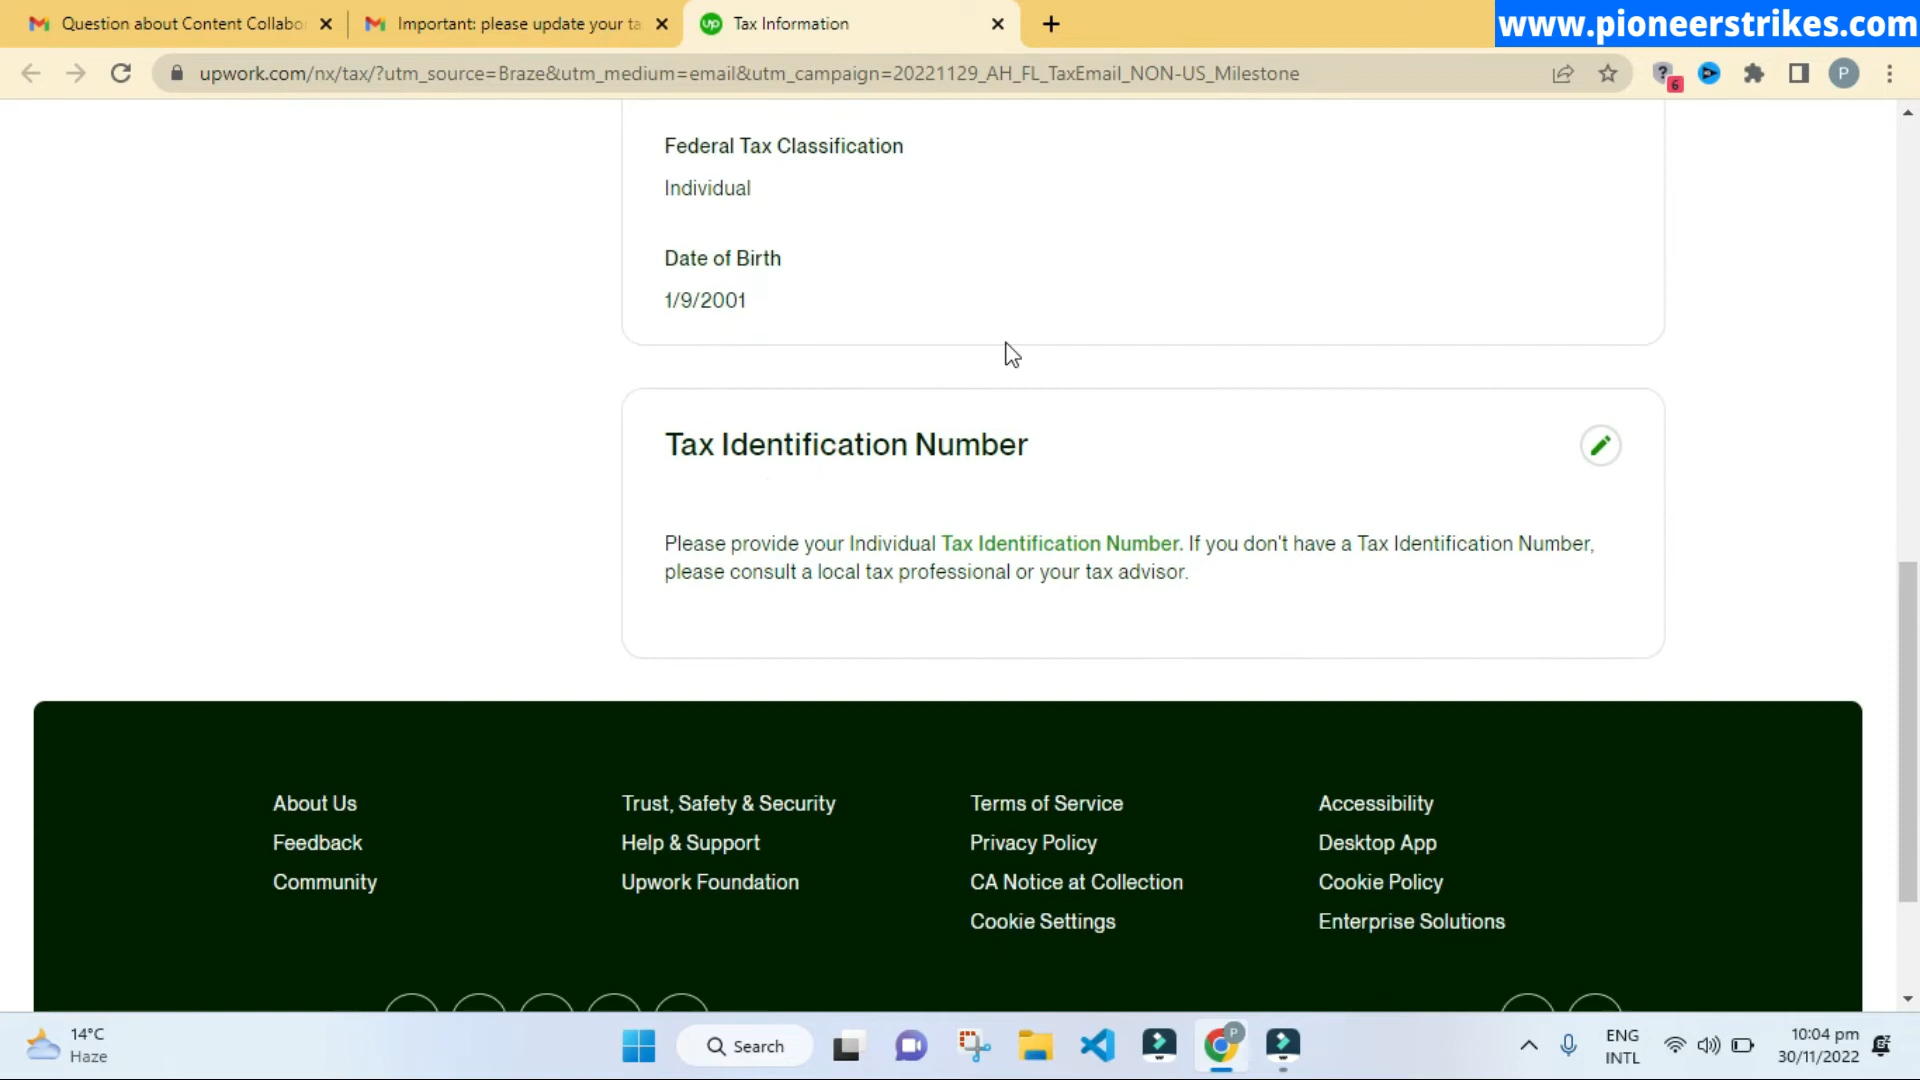 Question about Content Collabo
Important: please update your ta
Tax Information
www.pioneerstrikes.com
upwork.com/nx/tax/?utm_source=Braze&utm_medium=email&utm_campaign=20221129_AH_FL_TaxEmail_NON-US_Milestone
6
P
Federal Tax Classification
Individual
Date of Birth
1/9/2001
Tax Identification Number
Please provide your Individual Tax Identification Number. If you don't have a Tax Identification Number,
please consult a local tax professional or your tax advisor.
About Us
Feedback
Community
Trust, Safety & Security
Help & Support
Upwork Foundation
Terms of Service
Privacy Policy
CA Notice at Collection
Cookie Settings
Accessibility
Desktop App
Cookie Policy
Enterprise Solutions
14°C
Haze
Search
P
ENG
INTL
10:04 pm
30/11/2022